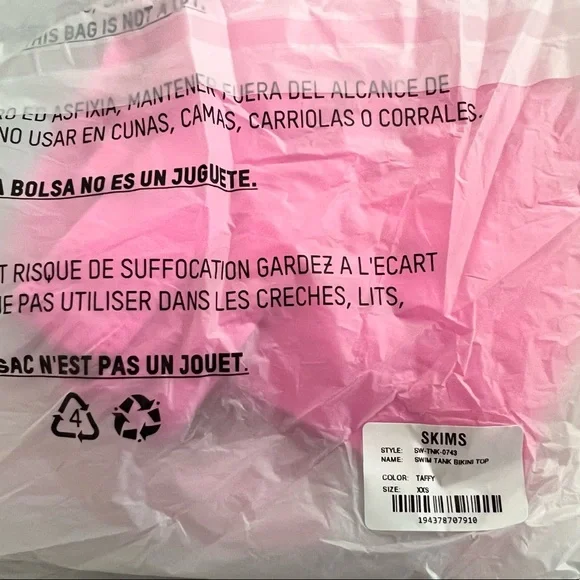 THIS BAG IS NOT A TOY.
ASFIXIA, MANTENER FUERA DEL ALCANCE DE
NO USAR EN CUNAS, CAMAS, CARRIOLAS O CORRALES.
A BOLSA NO ES UN JUGUETE.
T RISQUE DE SUFFOCATION GARDEZ A L'ECART
NE PAS UTILISER DANS LES CRECHES, LITS,
SAC N'EST PAS UN JOUET.
4
SKIMS
STYLE: SW-TNK-0743
NAME: SWIM TANK BIKINI TOP
COLOR: TAFFY
SIZE: XXS
194378707910